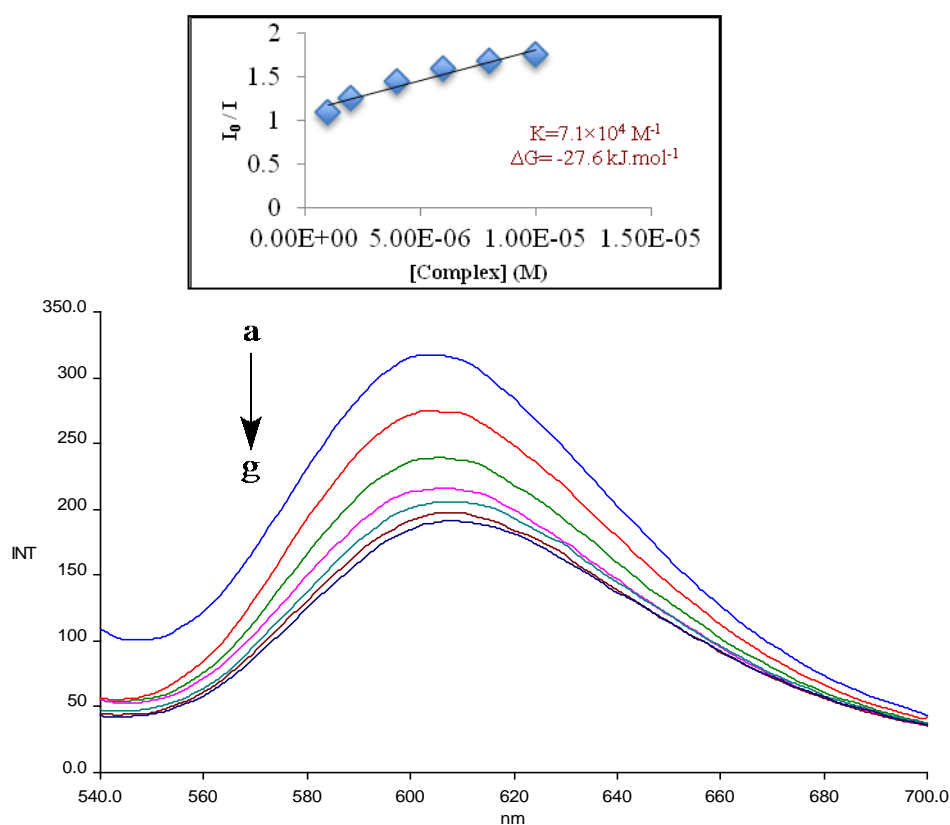 2
1.5
1
0.5
0
I₀ / I
K=7.1×10⁴ M⁻¹
ΔG= -27.6 kJ.mol⁻¹
0.00E+00 5.00E-06 1.00E-05 1.50E-05
[Complex] (M)
350.0
300
250
200
150
100
50
0.0
INT
a
g
540.0 560 580 600 620 640 660 680 700.0
nm